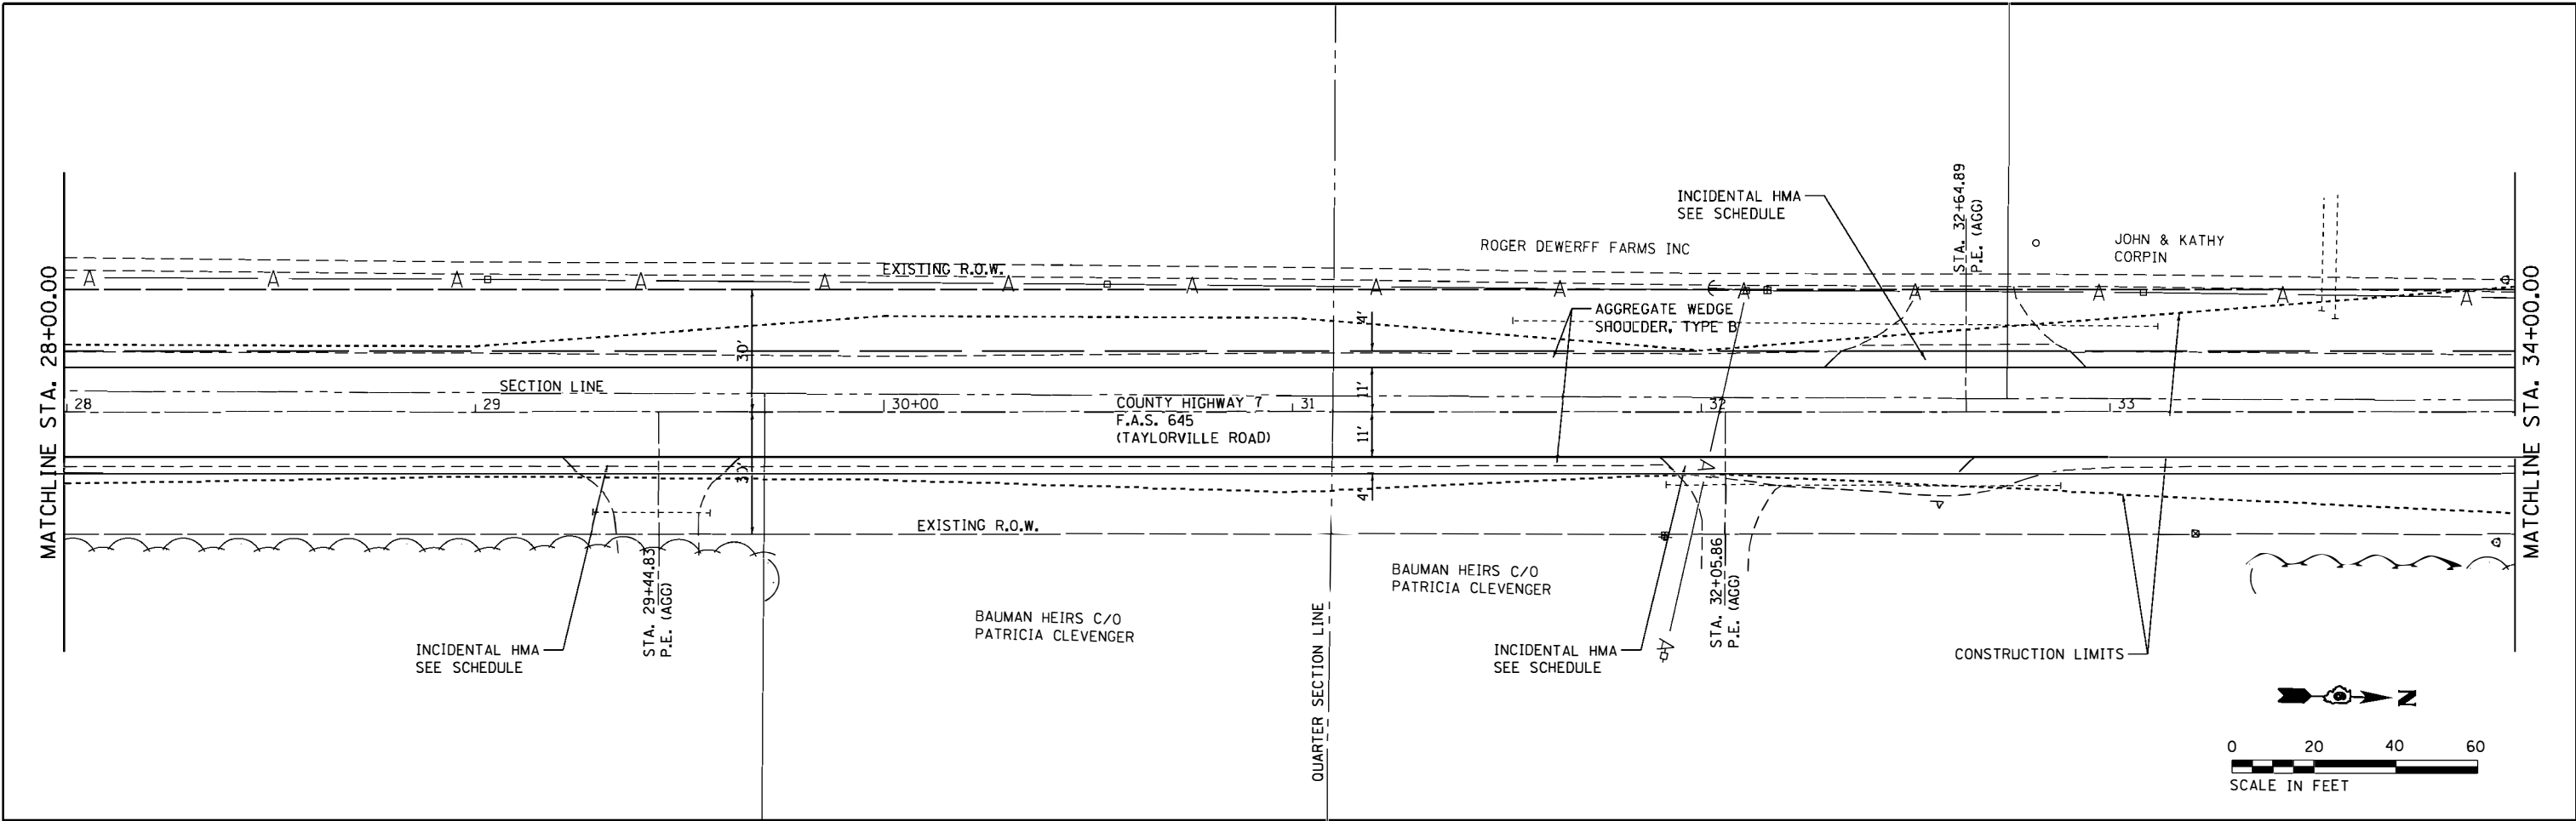 MATCHLINE STA. 28+00.00
EXISTING R.O.W.
ROGER DEWERFF FARMS INC
INCIDENTAL HMA
SEE SCHEDULE
STA. 32+64.89
P.E. (AGG)
JOHN & KATHY
CORPIN
MATCHLINE STA. 34+00.00
A A A A A A A A A A A A A A
AGGREGATE WEDGE
SHOULDER, TYPE B
4'
30'
SECTION LINE
11'
28
29
30+00
31
32
33
COUNTY HIGHWAY 7
F.A.S. 645
(TAYLORVILLE ROAD)
11'
A
4'
EXISTING R.O.W.
STA. 29+44.83
P.E. (AGG)
INCIDENTAL HMA
SEE SCHEDULE
BAUMAN HEIRS C/O
PATRICIA CLEVENGER
QUARTER SECTION LINE
BAUMAN HEIRS C/O
PATRICIA CLEVENGER
INCIDENTAL HMA
SEE SCHEDULE
A
STA. 32+05.86
P.E. (AGG)
CONSTRUCTION LIMITS
N
0 20 40 60
SCALE IN FEET